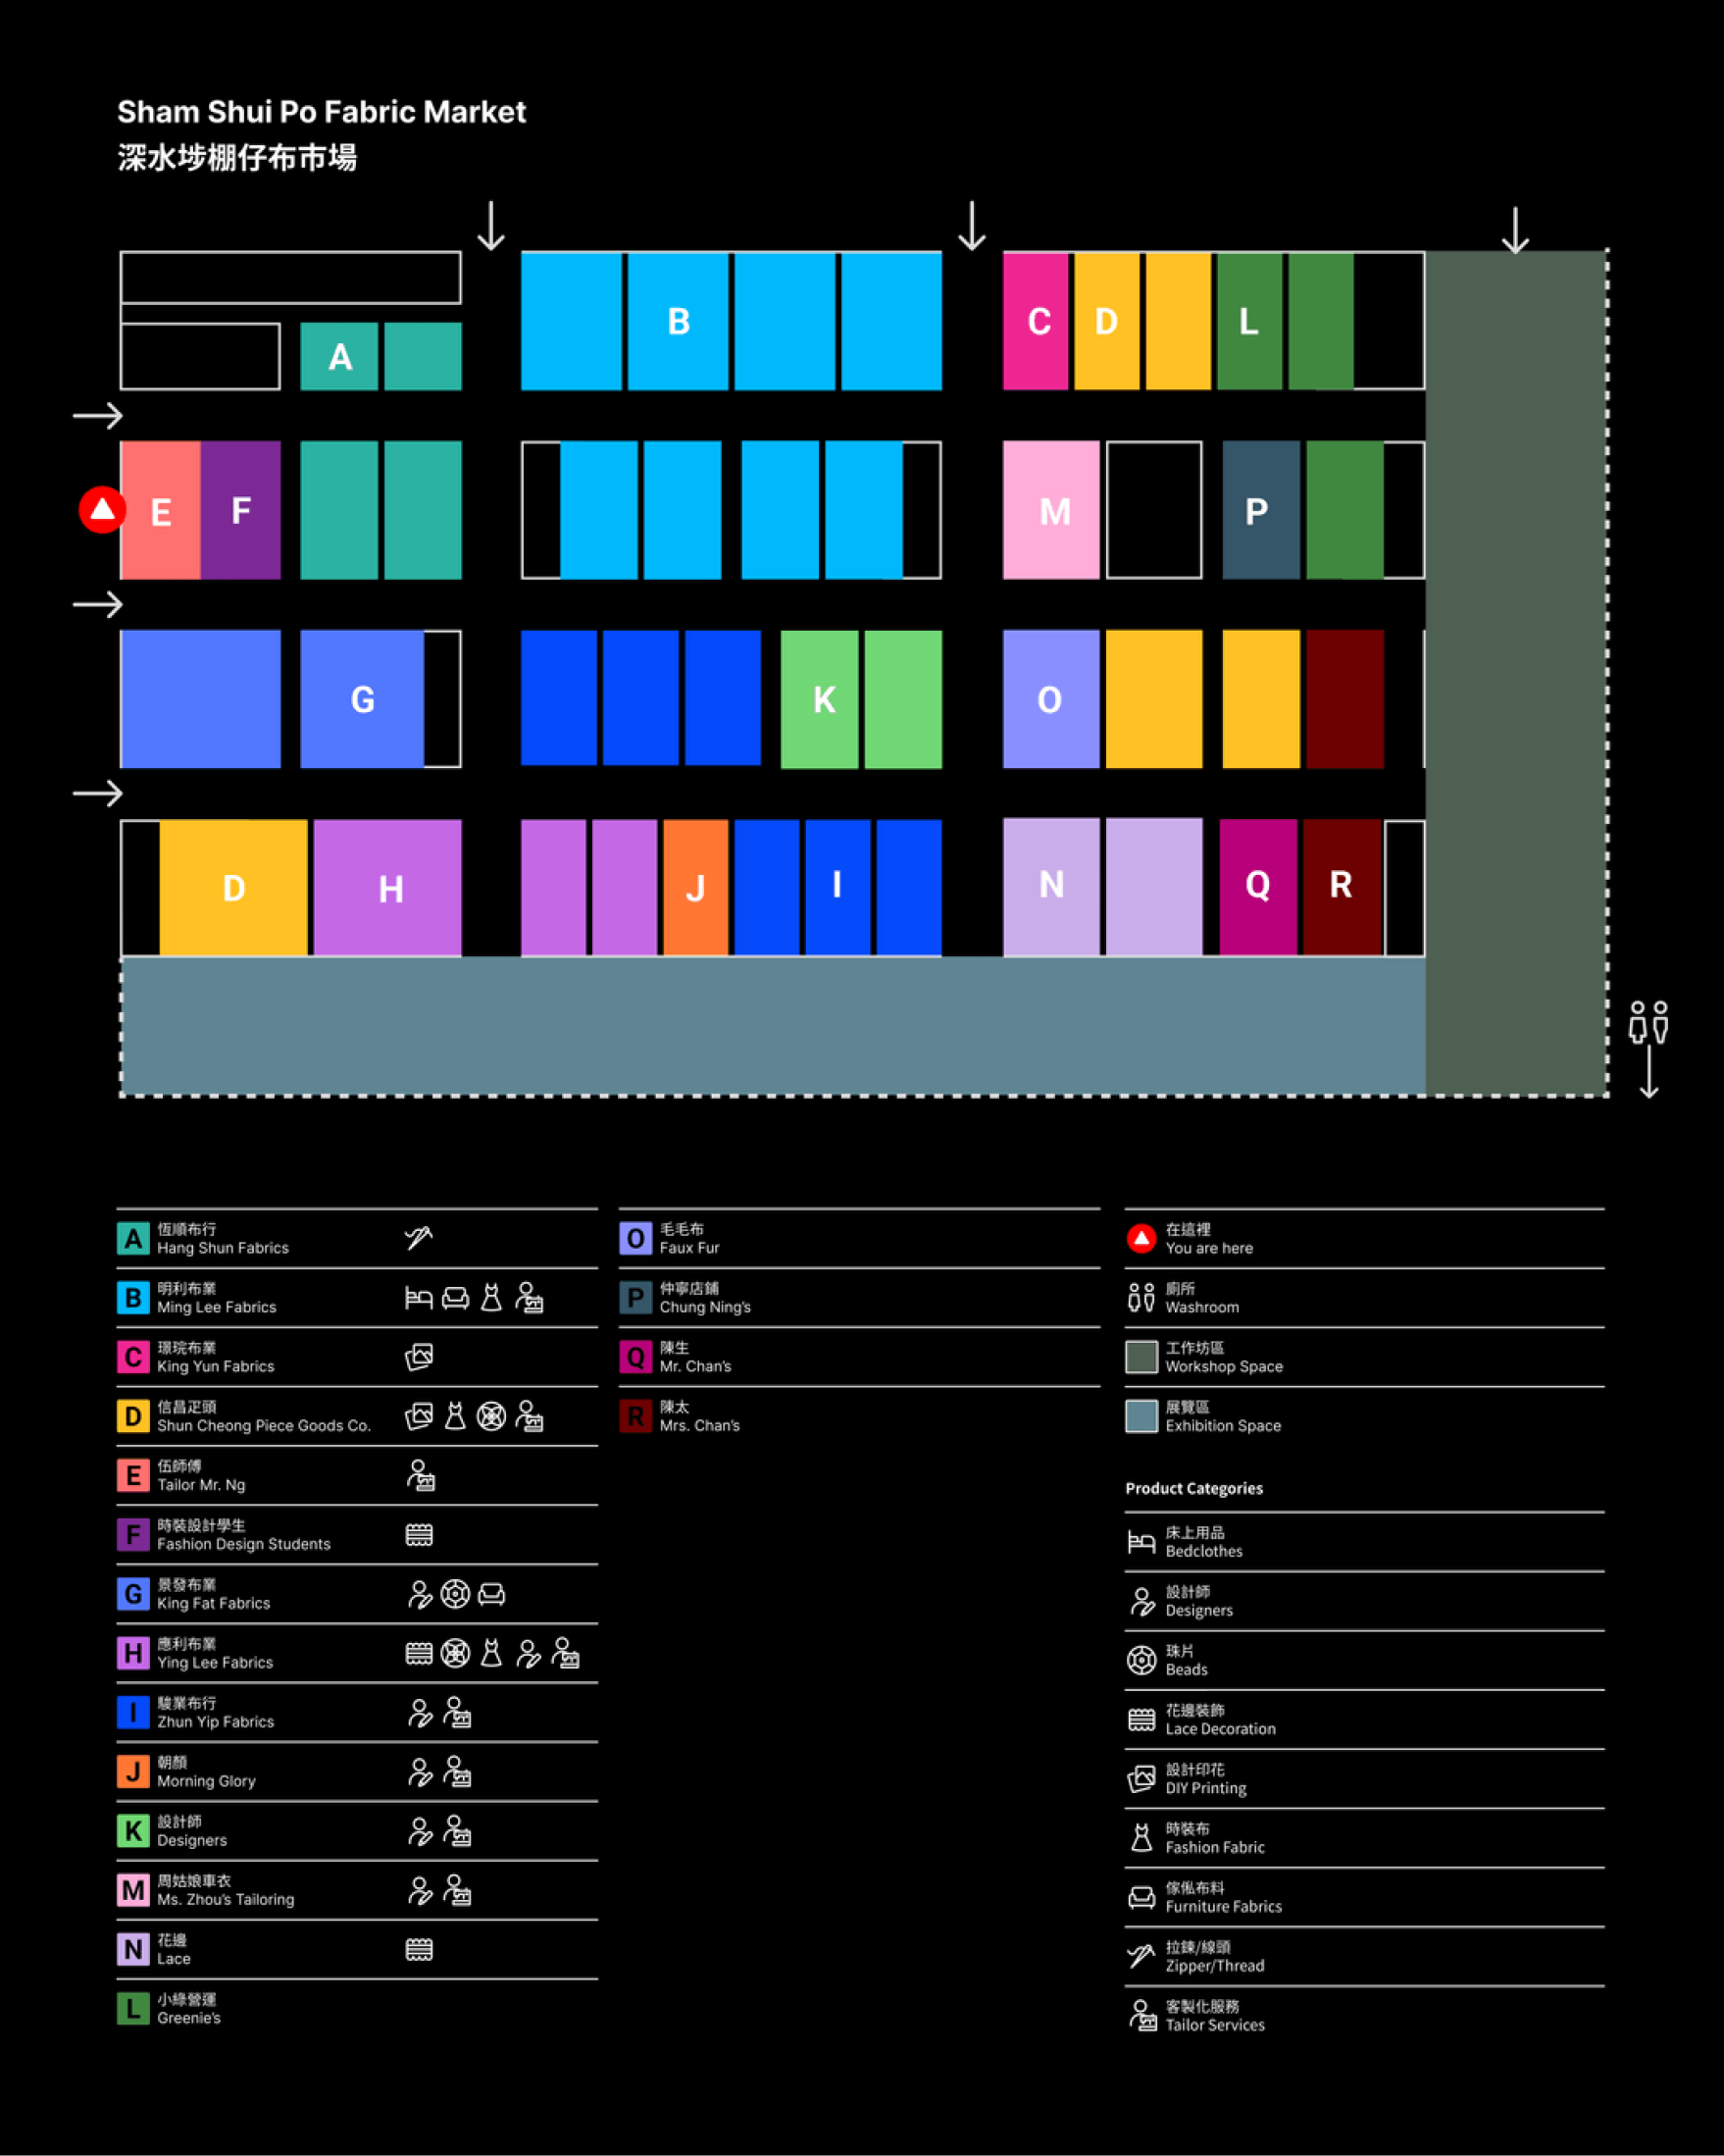 Sham Shui Po Fabric Market
深水埗棚仔布市場
A
B
C
D
L
E
F
M
P
G
K
O
D
H
J
I
N
Q
R
A
恆順布行
Hang Shun Fabrics
B
明利布業
Ming Lee Fabrics
C
璟琓布業
King Yun Fabrics
D
信昌疋頭
Shun Cheong Piece Goods Co.
E
伍師傅
Tailor Mr. Ng
F
時裝設計學生
Fashion Design Students
G
景發布業
King Fat Fabrics
H
應利布業
Ying Lee Fabrics
I
駿業布行
Zhun Yip Fabrics
J
朝顏
Morning Glory
K
設計師
Designers
M
周姑娘車衣
Ms. Zhou's Tailoring
N
花邊
Lace
L
小綠營運
Greenie's
O
毛毛布
Faux Fur
P
仲寧店鋪
Chung Ning's
Q
陳生
Mr. Chan's
R
陳太
Mrs. Chan's
在這裡
You are here
廁所
Washroom
工作坊區
Workshop Space
展覽區
Exhibition Space
Product Categories
床上用品
Bedclothes
設計師
Designers
珠片
Beads
花邊裝飾
Lace Decoration
設計印花
DIY Printing
時裝布
Fashion Fabric
傢俬布料
Furniture Fabrics
拉鍊/線頭
Zipper/Thread
客製化服務
Tailor Services